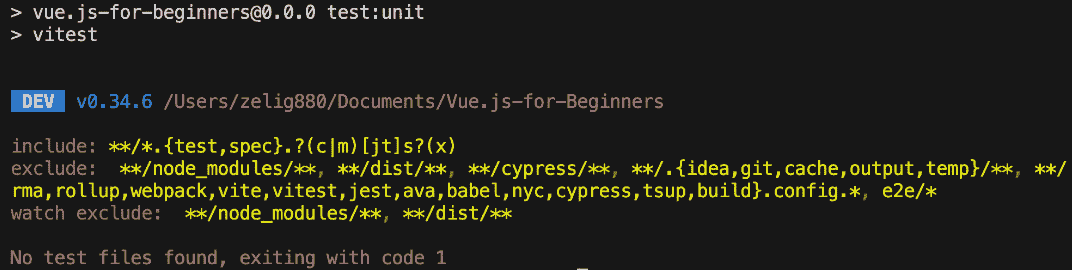 > vue.js-for-beginners@0.0.0 test:unit
> vitest
DEV v0.34.6 /Users/zelig880/Documents/Vue.js-for-Beginners
include: **/*.{test,spec}.?(c|m)[jt]s?(x)
exclude:  **/node_modules/**, **/dist/**, **/cypress/**, **/.{idea,git,cache,output,temp}/**, **/
rma,rollup,webpack,vite,vitest,jest,ava,babel,nyc,cypress,tsup,build}.config.*, e2e/*
watch exclude:  **/node_modules/**, **/dist/**
No test files found, exiting with code 1